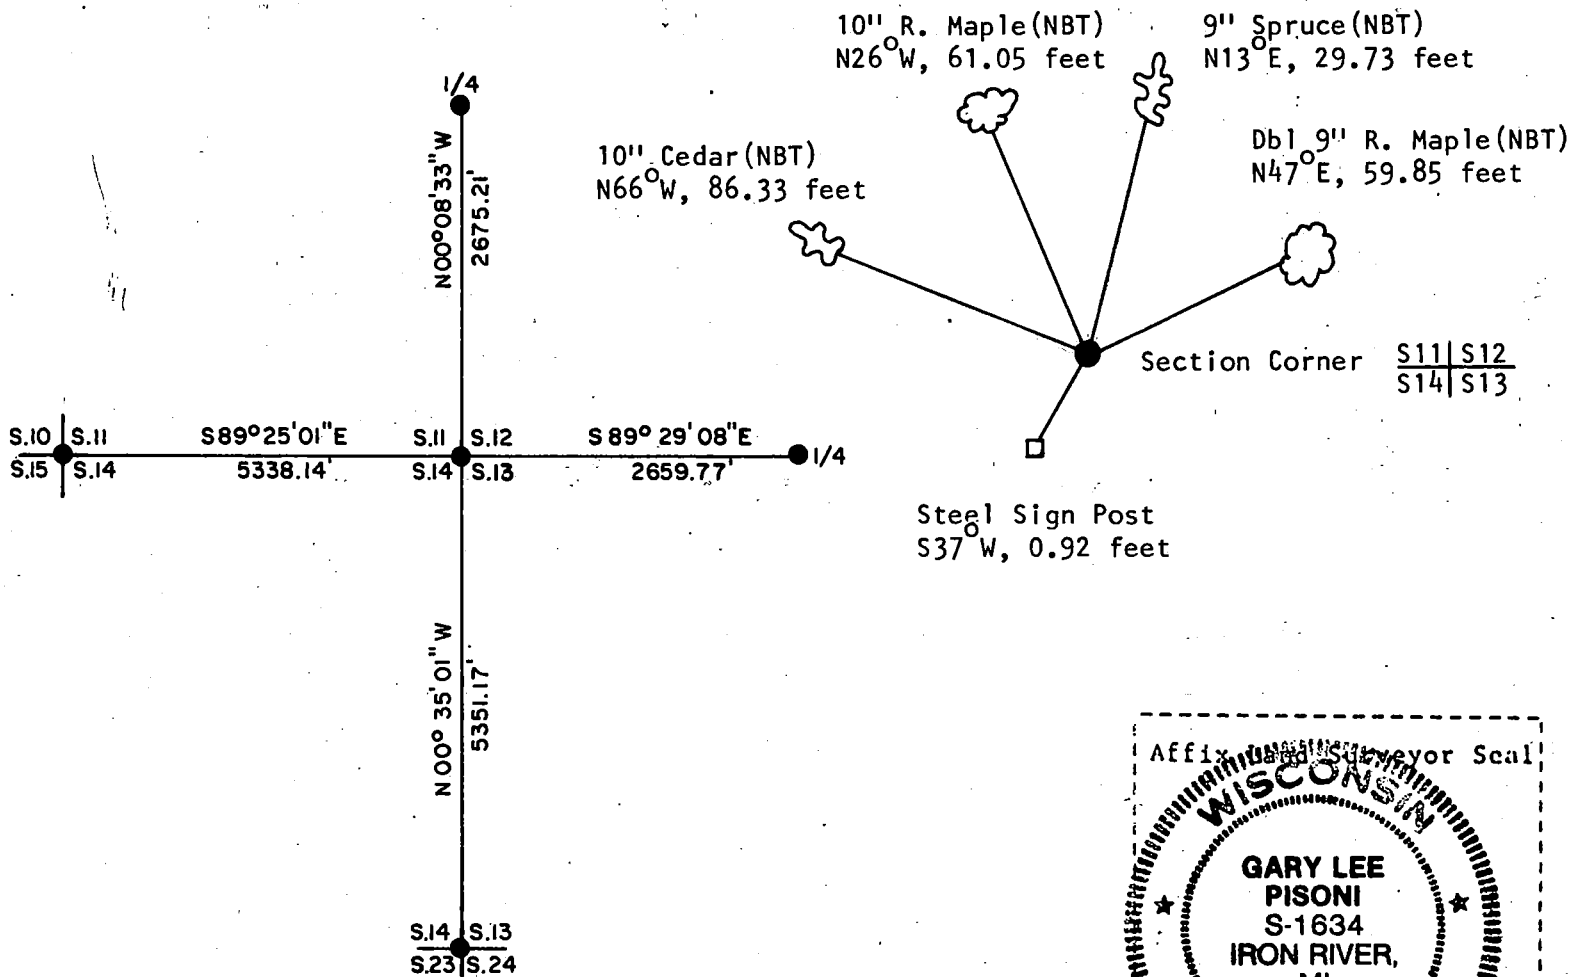 10" R. Maple(NBT)
N26°W, 61.05 feet
9" Spruce(NBT)
N13°E, 29.73 feet
10" Cedar(NBT)
N66°W, 86.33 feet
Dbl 9" R. Maple(NBT)
N47°E, 59.85 feet
Section Corner
S11|S12
S14|S13
Steel Sign Post
S37°W, 0.92 feet
1/4
N00°08'33"W
2675.21'
S.10 S.11
S89°25'01"E
S.11 S.12
S89°29'08"E
1/4
S.15 S.14
5338.14'
S.14 S.13
2659.77'
N00°35'01"W
5351.17'
S.14 S.13
S.23 S.24
Affix Land Surveyor Seal
WISCONSIN
GARY LEE
PISONI
S-1634
IRON RIVER,